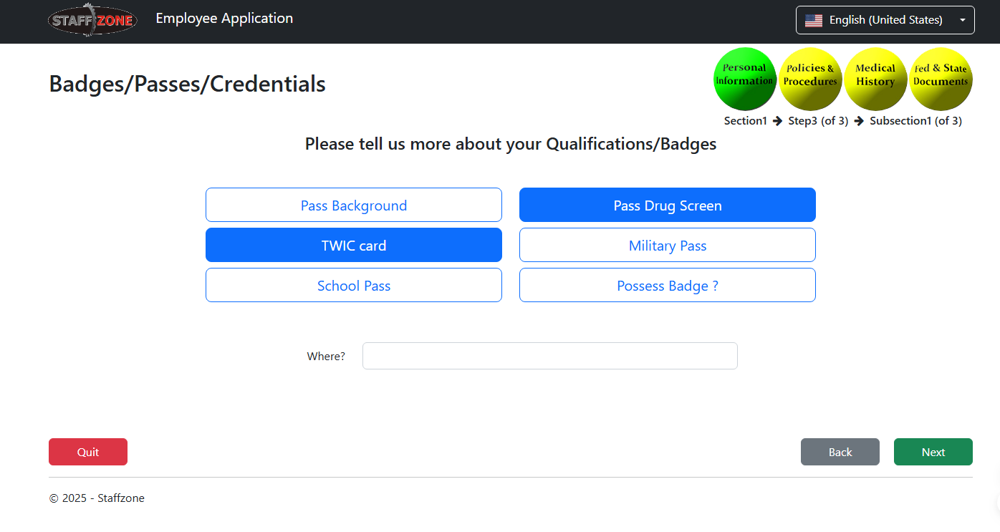 STAFF ZONE
Employee Application
English (United States)
Badges/Passes/Credentials
Personal Information
Policies & Procedures
Medical History
Fed & State Documents
Section1 → Step3 (of 3) → Subsection1 (of 3)
Please tell us more about your Qualifications/Badges
Pass Background
Pass Drug Screen
TWIC card
Military Pass
School Pass
Possess Badge ?
Where?
Quit
Back
Next
© 2025 - Staffzone